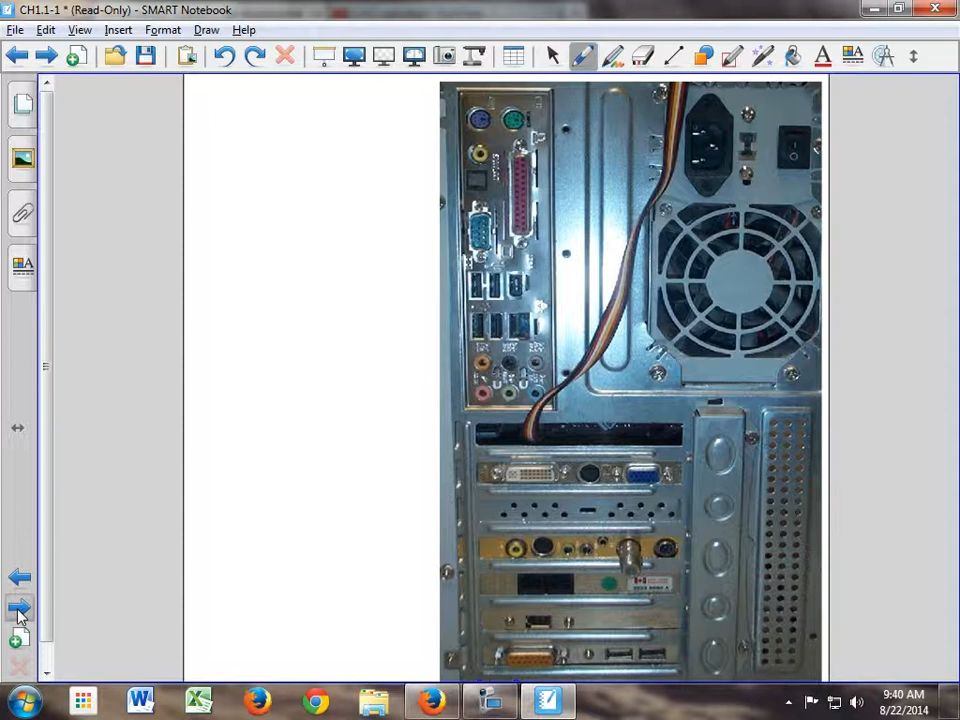 CH1.1-1 * (Read-Only) - SMART Notebook
File Edit View Insert Format Draw Help
9:40 AM
8/22/2014